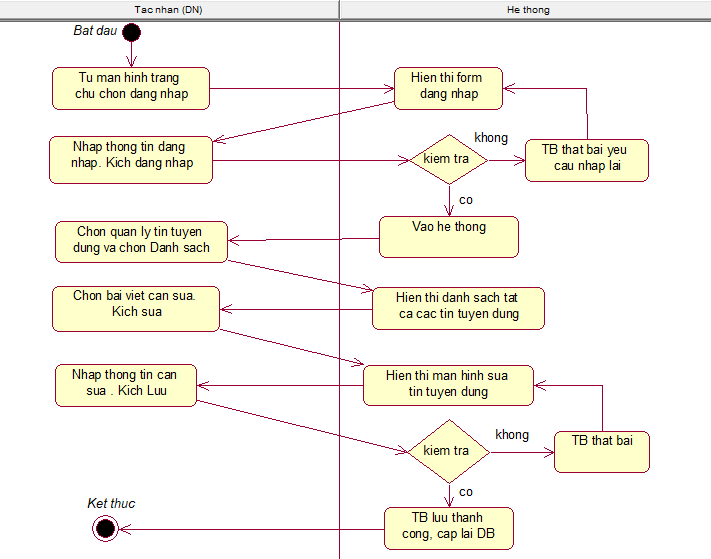 Tac nhan (DN)
He thong
Bat dau
Tu man hinh trang
chu chon dang nhap
Hien thi form
dang nhap
Nhap thong tin dang
nhap. Kich dang nhap
kiem tra
khong
TB that bai yeu
cau nhap lai
co
Vao he thong
Chon quan ly tin tuyen
dung va chon Danh sach
Hien thi danh sach tat
ca cac tin tuyen dung
Chon bai viet can sua.
Kich sua
Hien thi man hinh sua
tin tuyen dung
Nhap thong tin can
sua . Kich Luu
kiem tra
khong
TB that bai
co
TB luu thanh
cong, cap lai DB
Ket thuc